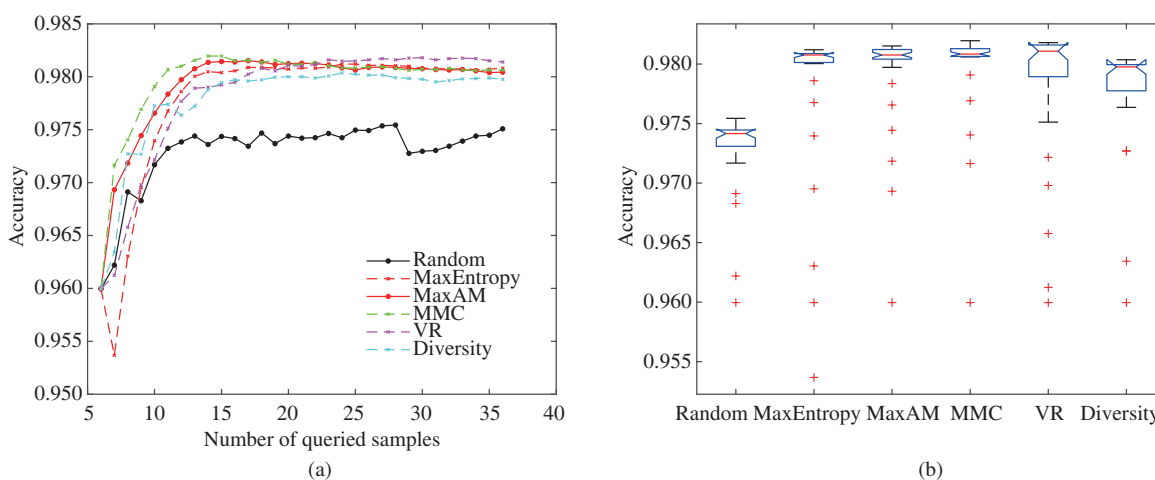 0.985
0.980
0.975
0.970
0.965
0.960
0.955
0.950
Accuracy
Random
MaxEntropy
MaxAM
MMC
VR
Diversity
5 10 15 20 25 30 35 40
Number of queried samples
(a)
0.980
0.975
0.970
0.965
0.960
0.955
Accuracy
Random MaxEntropy MaxAM MMC VR Diversity
(b)